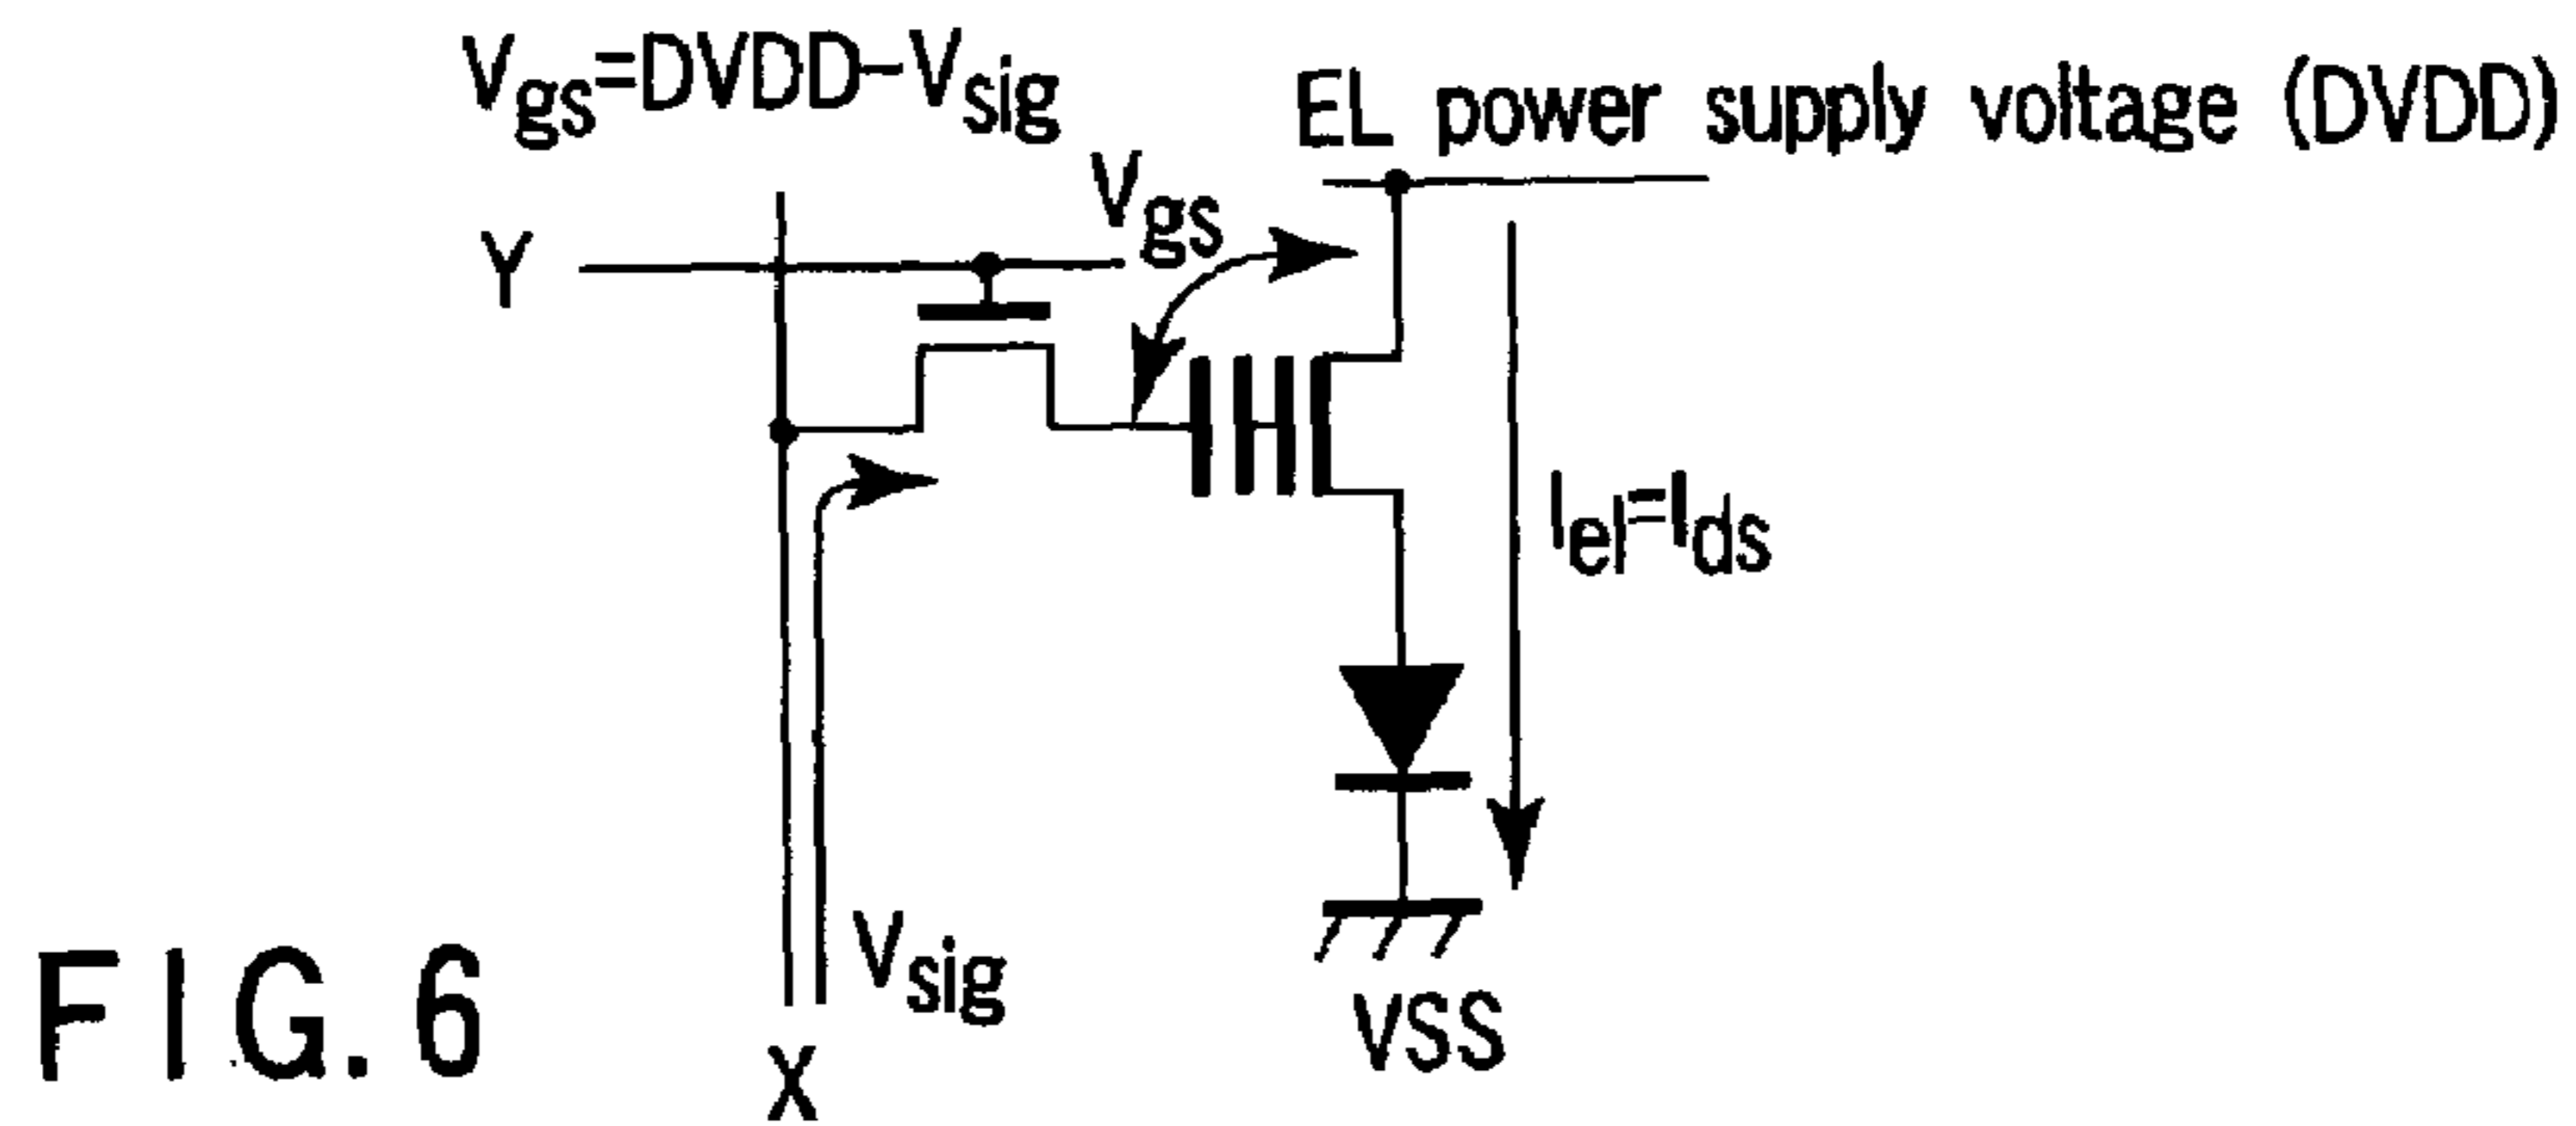 Vgs=DVDD-Vsig
EL power supply voltage (DVDD)
Vgs
Y
Iel=Ids
Vsig
X
VSS
FIG. 6